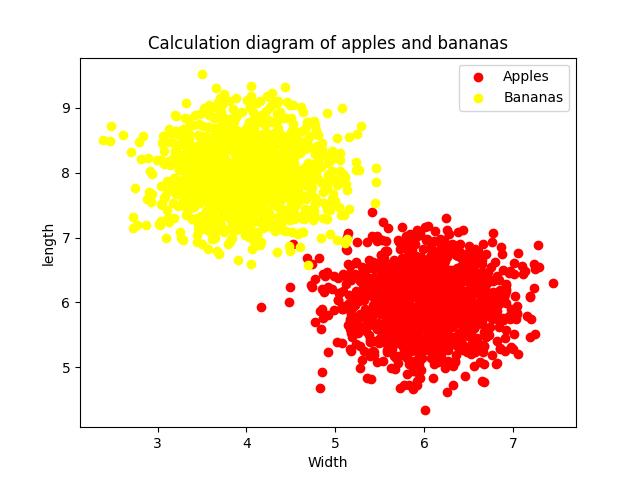 Calculation diagram of apples and bananas
Apples
Bananas
9
8
7
6
5
length
3
4
5
6
7
Width